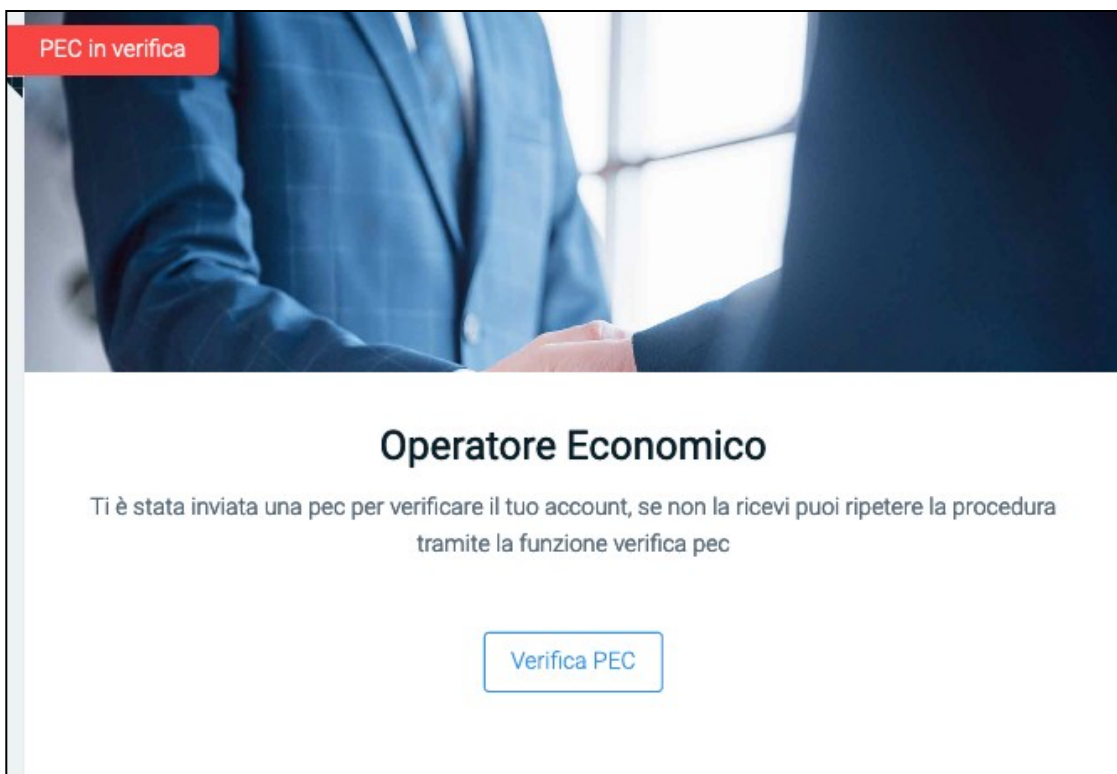 PEC in verifica
Operatore Economico
Ti è stata inviata una pec per verificare il tuo account, se non la ricevi puoi ripetere la procedura
tramite la funzione verifica pec
Verifica PEC